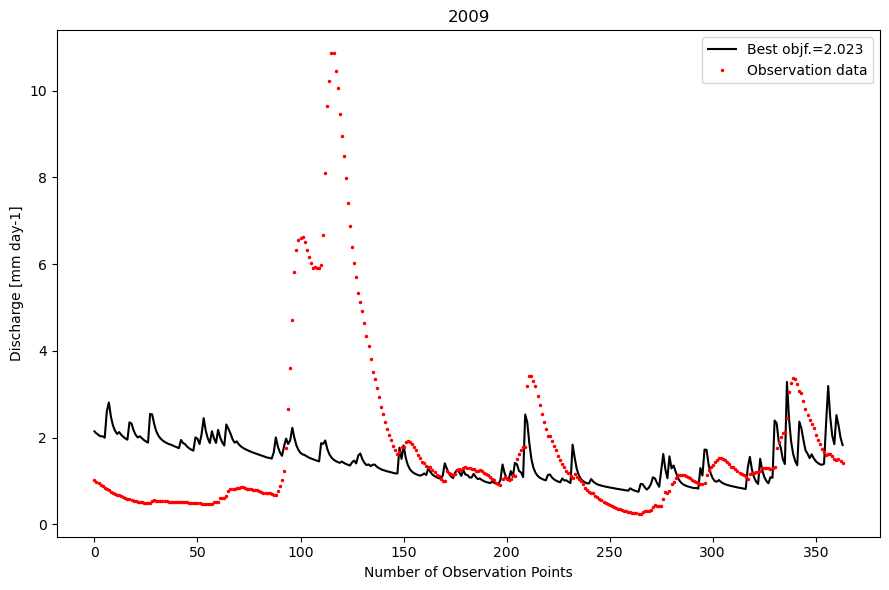 2009
Best objf.=2.023
Observation data
Discharge [mm day-1]
10
8
6
4
2
0
0 50 100 150 200 250 300 350
Number of Observation Points